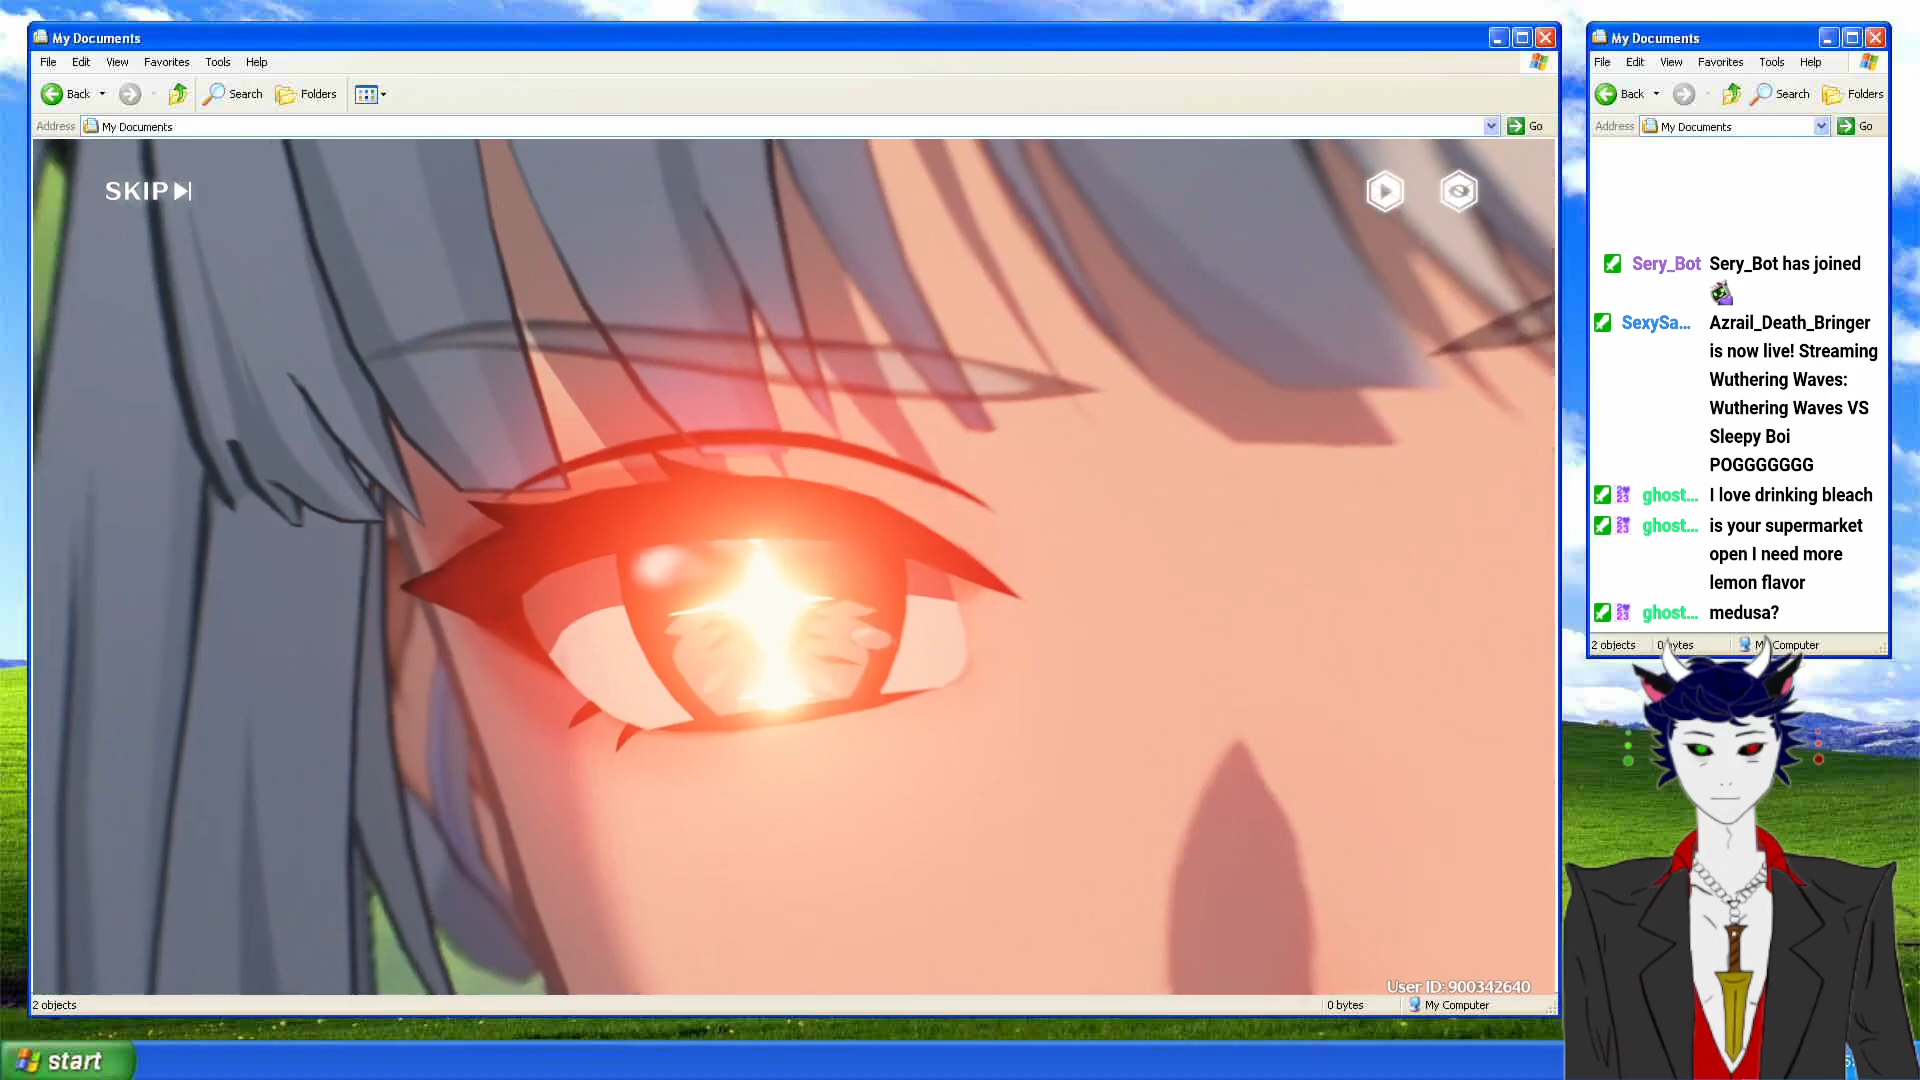 My Documents
File Edit View Favorites Tools Help
Back Search Folders
Address My Documents Go
SKIP
User ID: 900342640
2 objects 0 bytes My Computer
start
My Documents
File Edit View Favorites Tools Help
Back Search Folders
Address My Documents Go
Sery_Bot Sery_Bot has joined
SexySa... Azrail_Death_Bringer
is now live! Streaming
Wuthering Waves:
Wuthering Waves VS
Sleepy Boi
POGGGGGGG
ghost... I love drinking bleach
ghost... is your supermarket
open I need more
lemon flavor
ghost... medusa?
2 objects Computer